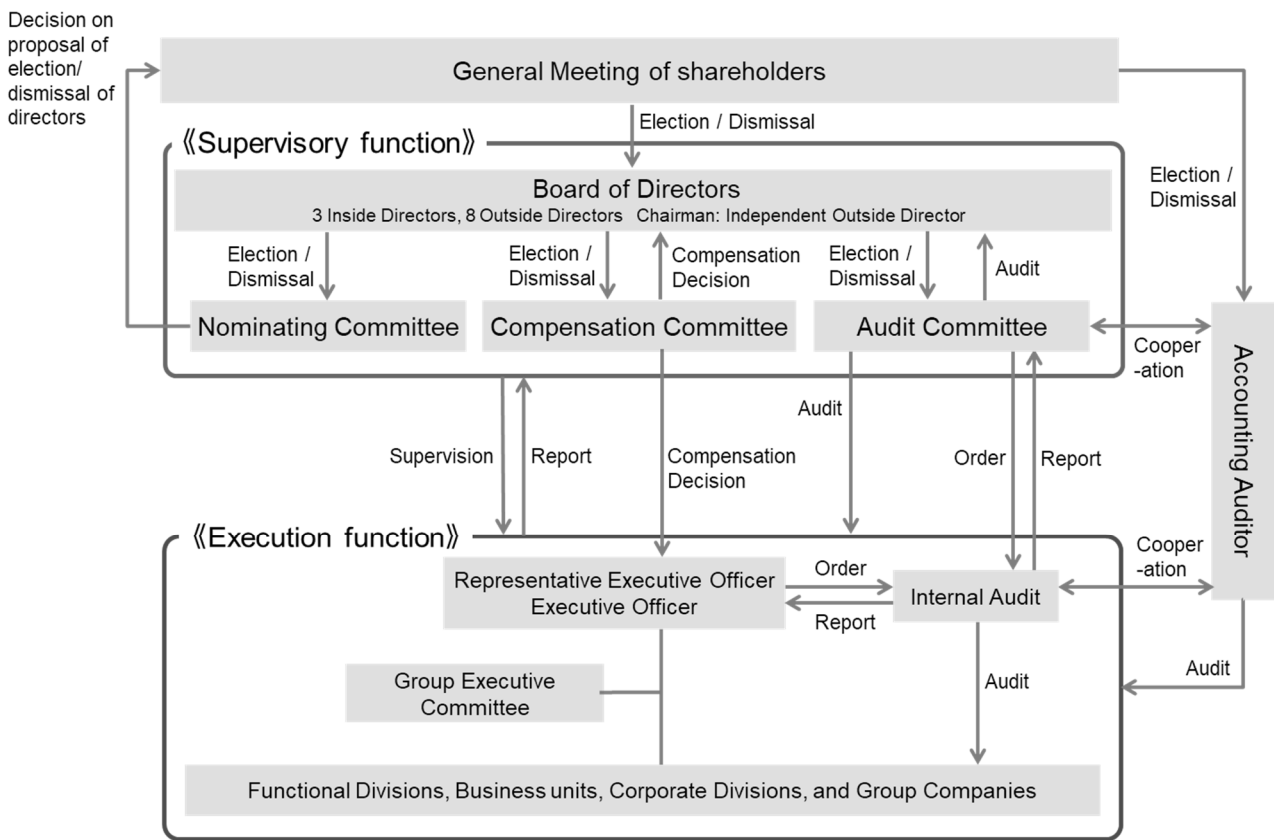 Decision on
proposal of
election/
dismissal of
directors
General Meeting of shareholders
Election / Dismissal
《Supervisory function》
Election /
Dismissal
Board of Directors
3 Inside Directors, 8 Outside Directors Chairman: Independent Outside Director
Election /
Dismissal
Election /
Dismissal
Compensation
Decision
Election /
Dismissal
Audit
Nominating Committee
Compensation Committee
Audit Committee
Cooper
-ation
Accounting Auditor
Supervision
Report
Compensation
Decision
Audit
Order
Report
《Execution function》
Cooper
-ation
Representative Executive Officer
Executive Officer
Order
Report
Internal Audit
Audit
Audit
Group Executive
Committee
Functional Divisions, Business units, Corporate Divisions, and Group Companies